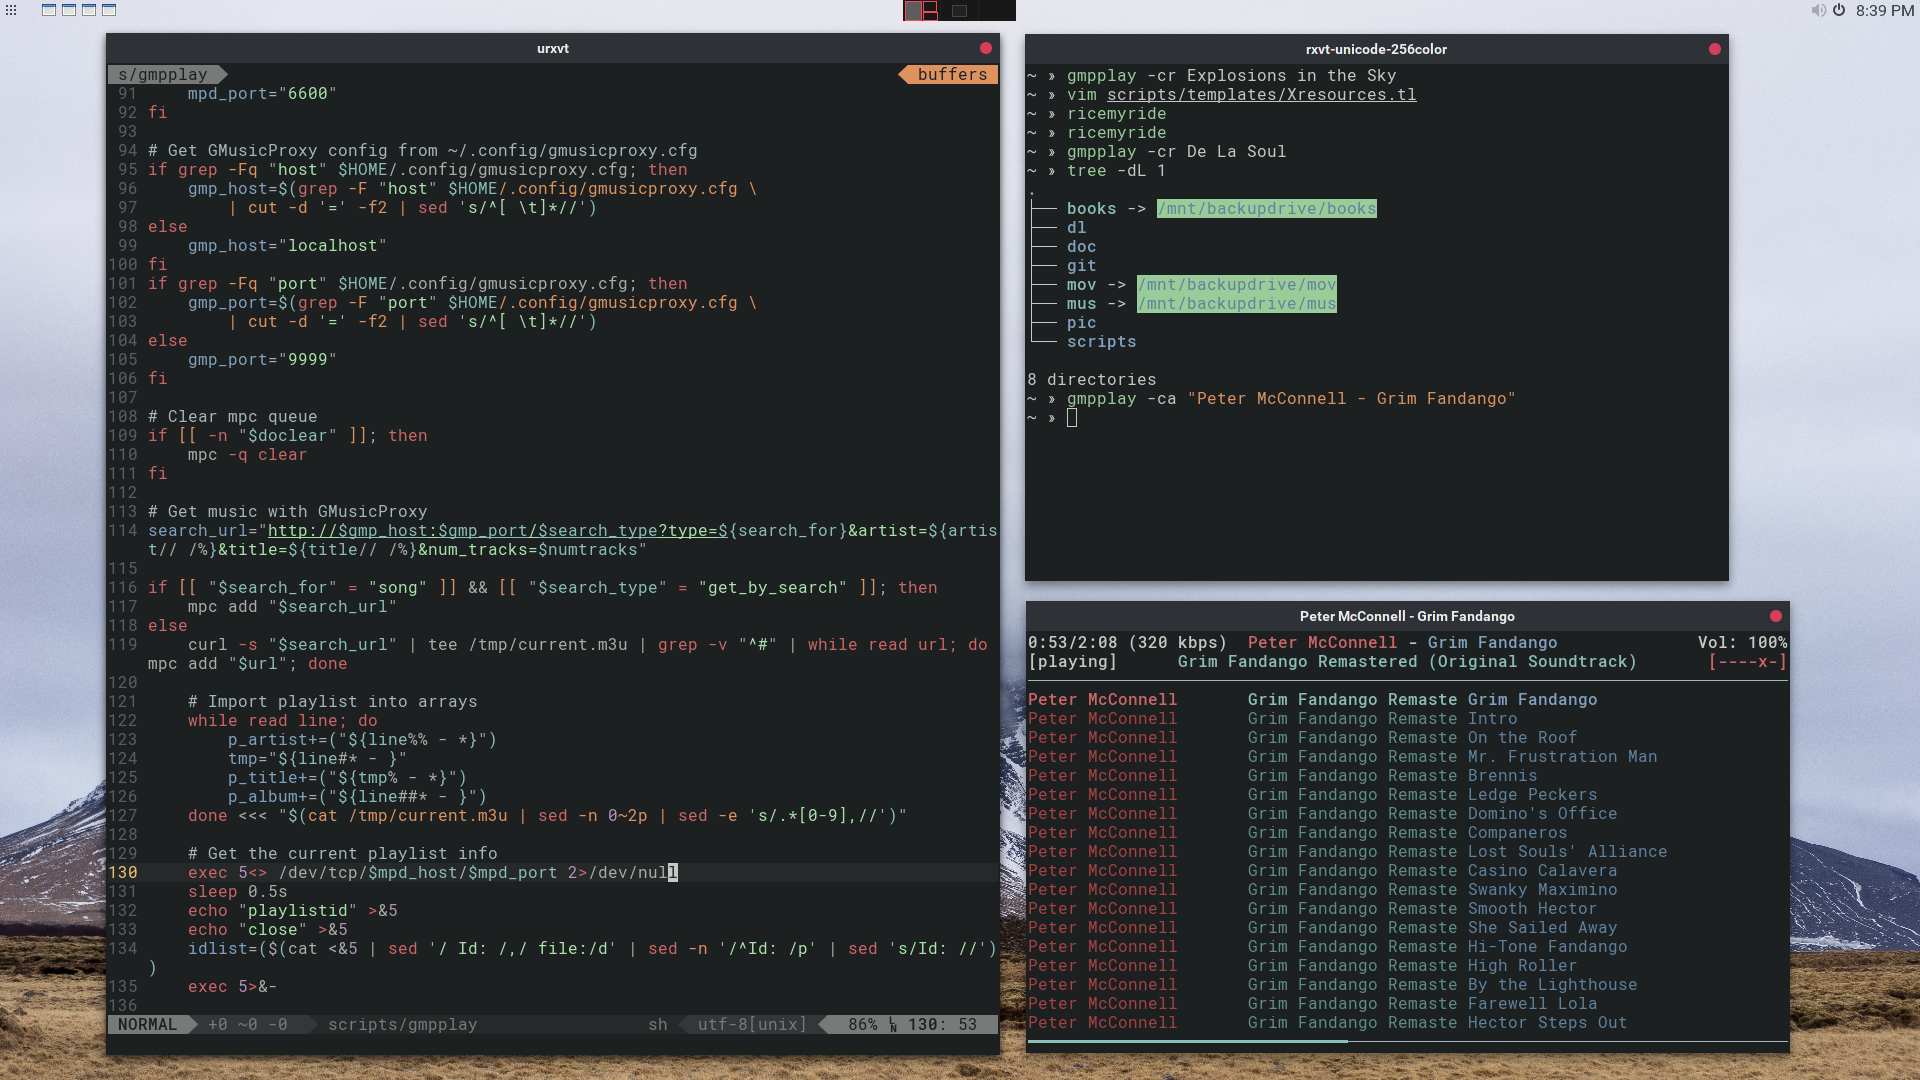 8:39 PM
urxvt
s/gmpplay
buffers
91 mpd_port="6600"
92 fi
93
94 # Get GMusicProxy config from ~/.config/gmusicproxy.cfg
95 if grep -Fq "host" $HOME/.config/gmusicproxy.cfg; then
96 gmp_host=$(grep -F "host" $HOME/.config/gmusicproxy.cfg \
97 | cut -d '=' -f2 | sed 's/^[ \t]*//')
98 else
99 gmp_host="localhost"
100 fi
101 if grep -Fq "port" $HOME/.config/gmusicproxy.cfg; then
102 gmp_port=$(grep -F "port" $HOME/.config/gmusicproxy.cfg \
103 | cut -d '=' -f2 | sed 's/^[ \t]*//')
104 else
105 gmp_port="9999"
106 fi
107
108 # Clear mpc queue
109 if [[ -n "$doclear" ]]; then
110 mpc -q clear
111 fi
112
113 # Get music with GMusicProxy
114 search_url="http://$gmp_host:$gmp_port/$search_type?type=${search_for}&artist=${artis
t// /%}&title=${title// /%}&num_tracks=$numtracks"
115
116 if [[ "$search_for" = "song" ]] && [[ "$search_type" = "get_by_search" ]]; then
117 mpc add "$search_url"
118 else
119 curl -s "$search_url" | tee /tmp/current.m3u | grep -v "^#" | while read url; do
mpc add "$url"; done
120
121 # Import playlist into arrays
122 while read line; do
123 p_artist+=("${line%% - *}")
124 tmp="${line#* - }"
125 p_title+=("${tmp% - *}")
126 p_album+=("${line##* - }")
127 done <<< "$(cat /tmp/current.m3u | sed -n 0~2p | sed -e 's/.*[0-9],//')"
128
129 # Get the current playlist info
130 exec 5<> /dev/tcp/$mpd_host/$mpd_port 2>/dev/null
131 sleep 0.5s
132 echo "playlistid" >&5
133 echo "close" >&5
134 idlist=($(cat <&5 | sed '/ Id: /,/ file:/d' | sed -n '/^Id: /p' | sed 's/Id: //')
)
135 exec 5>&-
136
NORMAL +0 ~0 -0 scripts/gmpplay sh utf-8[unix] 86% LN 130: 53
rxvt-unicode-256color
~ » gmpplay -cr Explosions in the Sky
~ » vim scripts/templates/Xresources.tl
~ » ricemyride
~ » ricemyride
~ » gmpplay -cr De La Soul
~ » tree -dL 1
.
├── books -> /mnt/backupdrive/books
├── dl
├── doc
├── git
├── mov -> /mnt/backupdrive/mov
├── mus -> /mnt/backupdrive/mus
├── pic
└── scripts
8 directories
~ » gmpplay -ca "Peter McConnell - Grim Fandango"
~ »
Peter McConnell - Grim Fandango
0:53/2:08 (320 kbps) Peter McConnell - Grim Fandango Vol: 100%
[playing] Grim Fandango Remastered (Original Soundtrack) [----x-]
Peter McConnell Grim Fandango Remaste Grim Fandango
Peter McConnell Grim Fandango Remaste Intro
Peter McConnell Grim Fandango Remaste On the Roof
Peter McConnell Grim Fandango Remaste Mr. Frustration Man
Peter McConnell Grim Fandango Remaste Brennis
Peter McConnell Grim Fandango Remaste Ledge Peckers
Peter McConnell Grim Fandango Remaste Domino's Office
Peter McConnell Grim Fandango Remaste Companeros
Peter McConnell Grim Fandango Remaste Lost Souls' Alliance
Peter McConnell Grim Fandango Remaste Casino Calavera
Peter McConnell Grim Fandango Remaste Swanky Maximino
Peter McConnell Grim Fandango Remaste Smooth Hector
Peter McConnell Grim Fandango Remaste She Sailed Away
Peter McConnell Grim Fandango Remaste Hi-Tone Fandango
Peter McConnell Grim Fandango Remaste High Roller
Peter McConnell Grim Fandango Remaste By the Lighthouse
Peter McConnell Grim Fandango Remaste Farewell Lola
Peter McConnell Grim Fandango Remaste Hector Steps Out